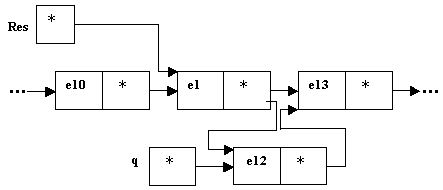 Res *
... el0 * el * el3 * ...
q * el2 *